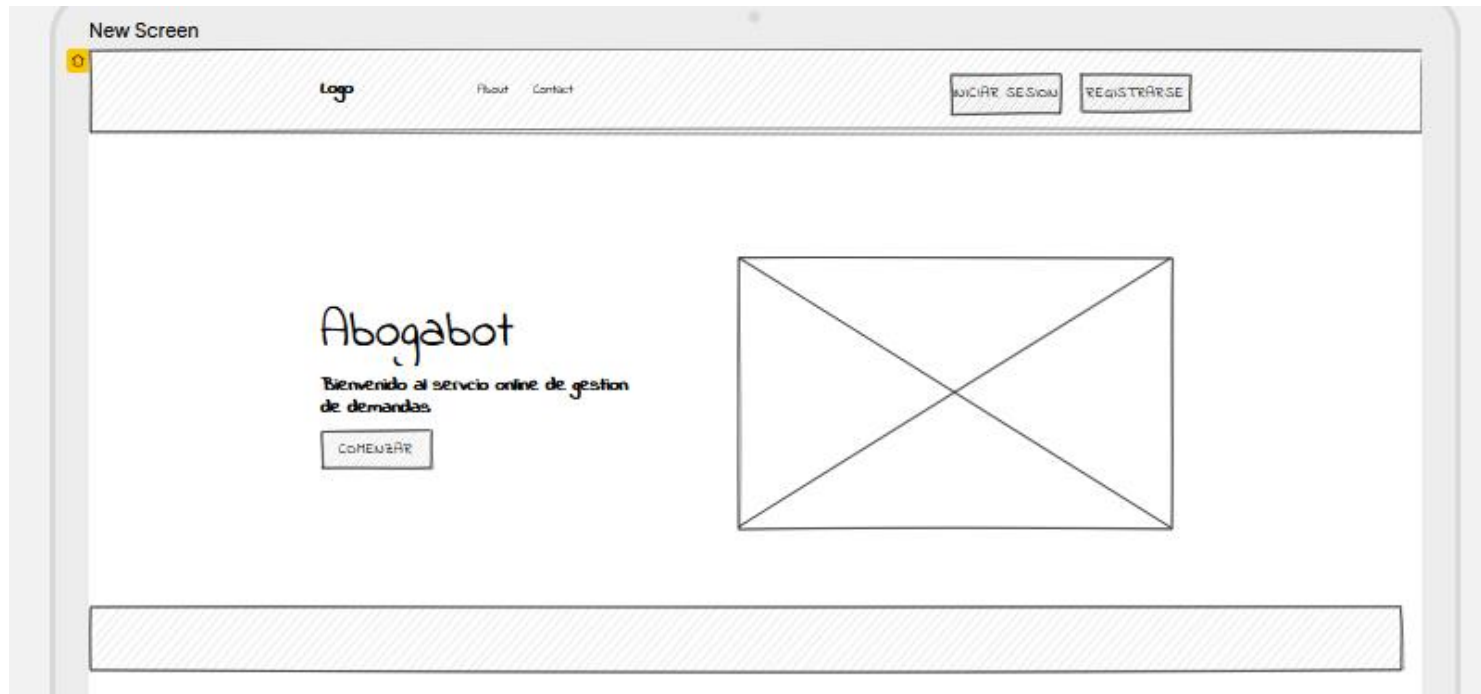 New Screen
Logo
About
Contact
INICIAR SESION
REGISTRARSE
Abogabot
Bienvenido al servcio online de gestion
de demandas
COMENZAR